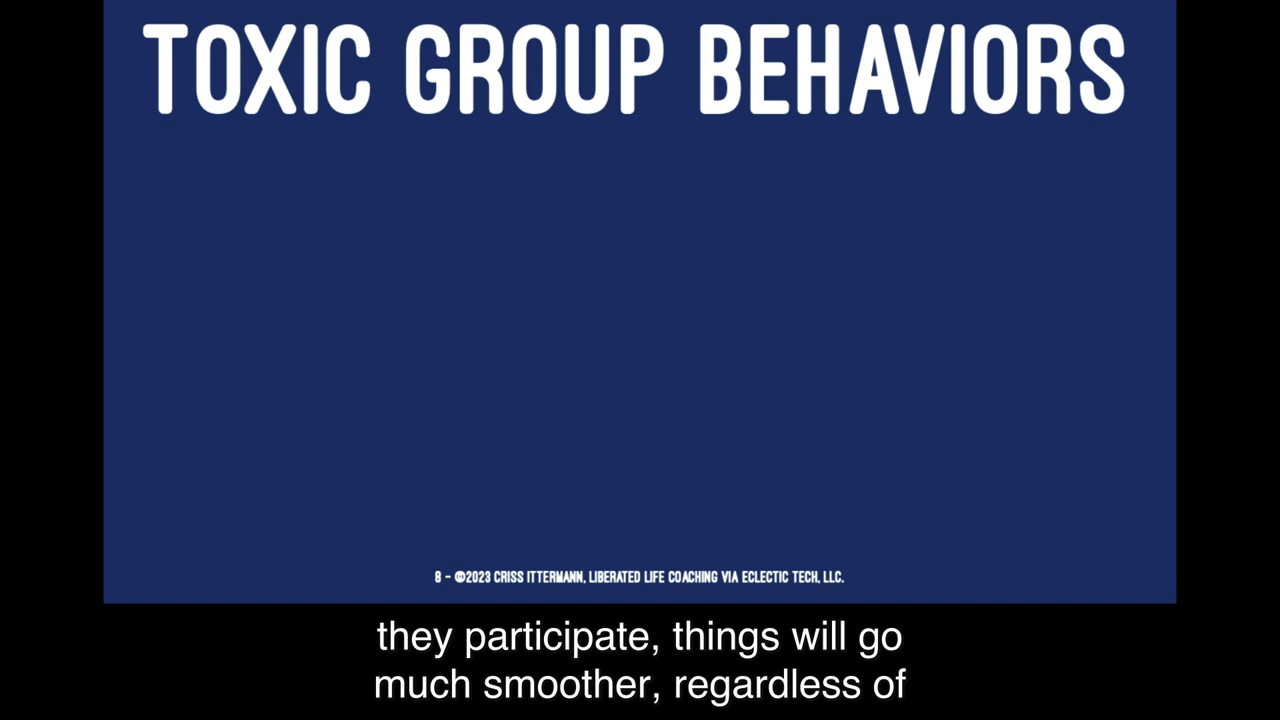 TOXIC GROUP BEHAVIORS
8 - ©2023 CRISS ITTERMANN, LIBERATED LIFE COACHING VIA ECLECTIC TECH, LLC.
they participate, things will go
much smoother, regardless of